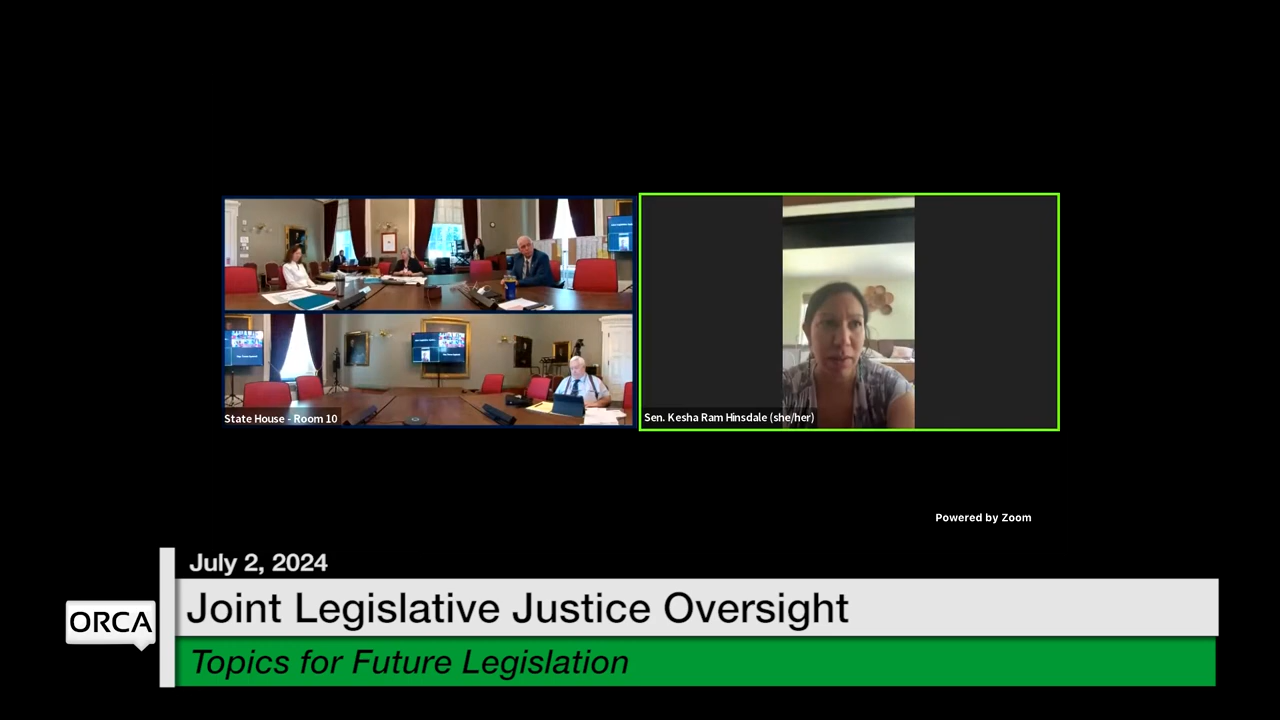 State House - Room 10
Sen. Kesha Ram Hinsdale (she/her)
Powered by Zoom
July 2, 2024
Joint Legislative Justice Oversight
ORCA
Topics for Future Legislation